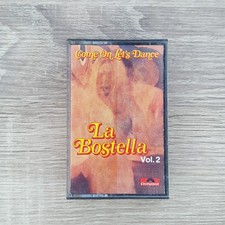 Come On, Let's Dance
La
Bostella
Vol. 2